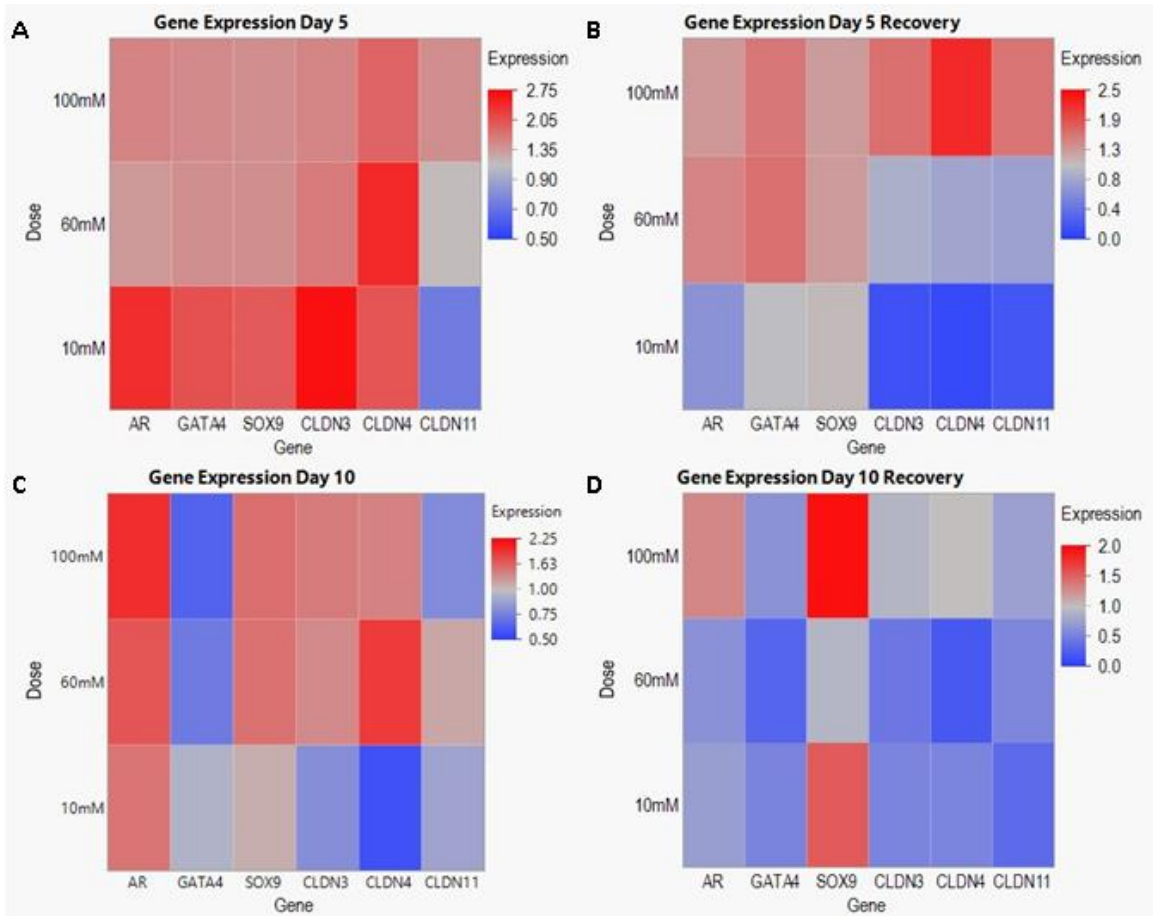 A
Gene Expression Day 5
Expression
2.75
2.05
1.35
0.90
0.70
0.50
100mM
60mM
10mM
Dose
AR GATA4 SOX9 CLDN3 CLDN4 CLDN11
Gene
B
Gene Expression Day 5 Recovery
Expression
2.5
1.9
1.3
0.8
0.4
0.0
100mM
60mM
10mM
Dose
AR GATA4 SOX9 CLDN3 CLDN4 CLDN11
Gene
C
Gene Expression Day 10
Expression
2.25
1.63
1.00
0.75
0.50
100mM
60mM
10mM
Dose
AR GATA4 SOX9 CLDN3 CLDN4 CLDN11
Gene
D
Gene Expression Day 10 Recovery
Expression
2.0
1.5
1.0
0.5
0.0
100mM
60mM
10mM
Dose
AR GATA4 SOX9 CLDN3 CLDN4 CLDN11
Gene